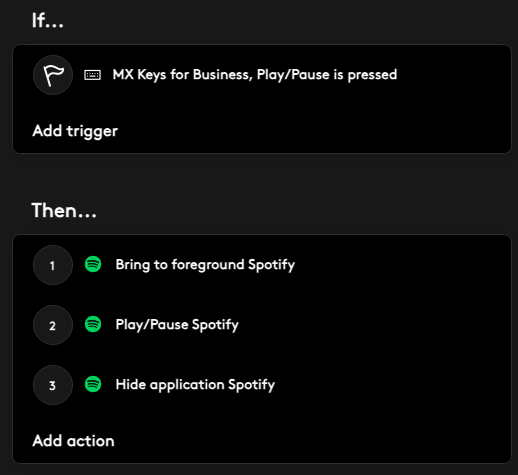 If...
MX Keys for Business, Play/Pause is pressed
Add trigger
Then...
1 Bring to foreground Spotify
2 Play/Pause Spotify
3 Hide application Spotify
Add action